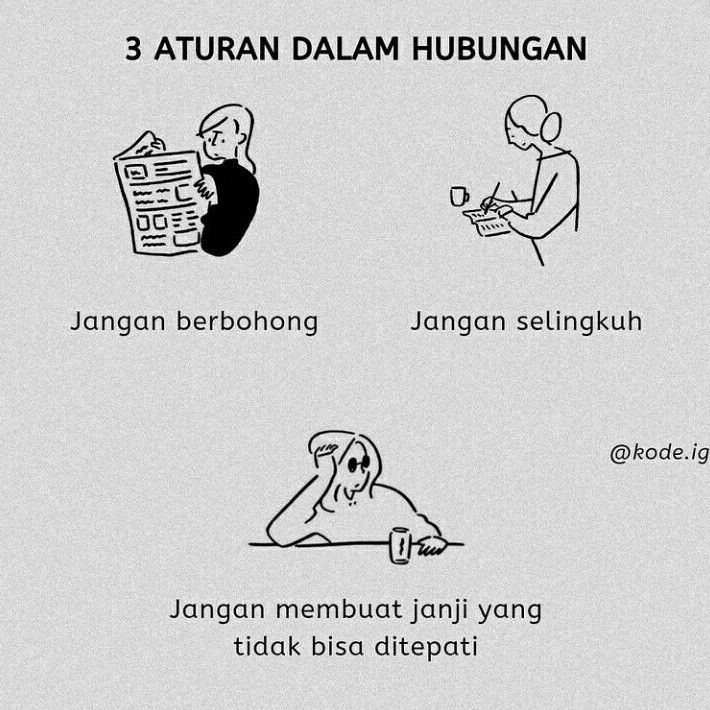 3 ATURAN DALAM HUBUNGAN
Jangan berbohong
Jangan selingkuh
@kode.ig
Jangan membuat janji yang
tidak bisa ditepati